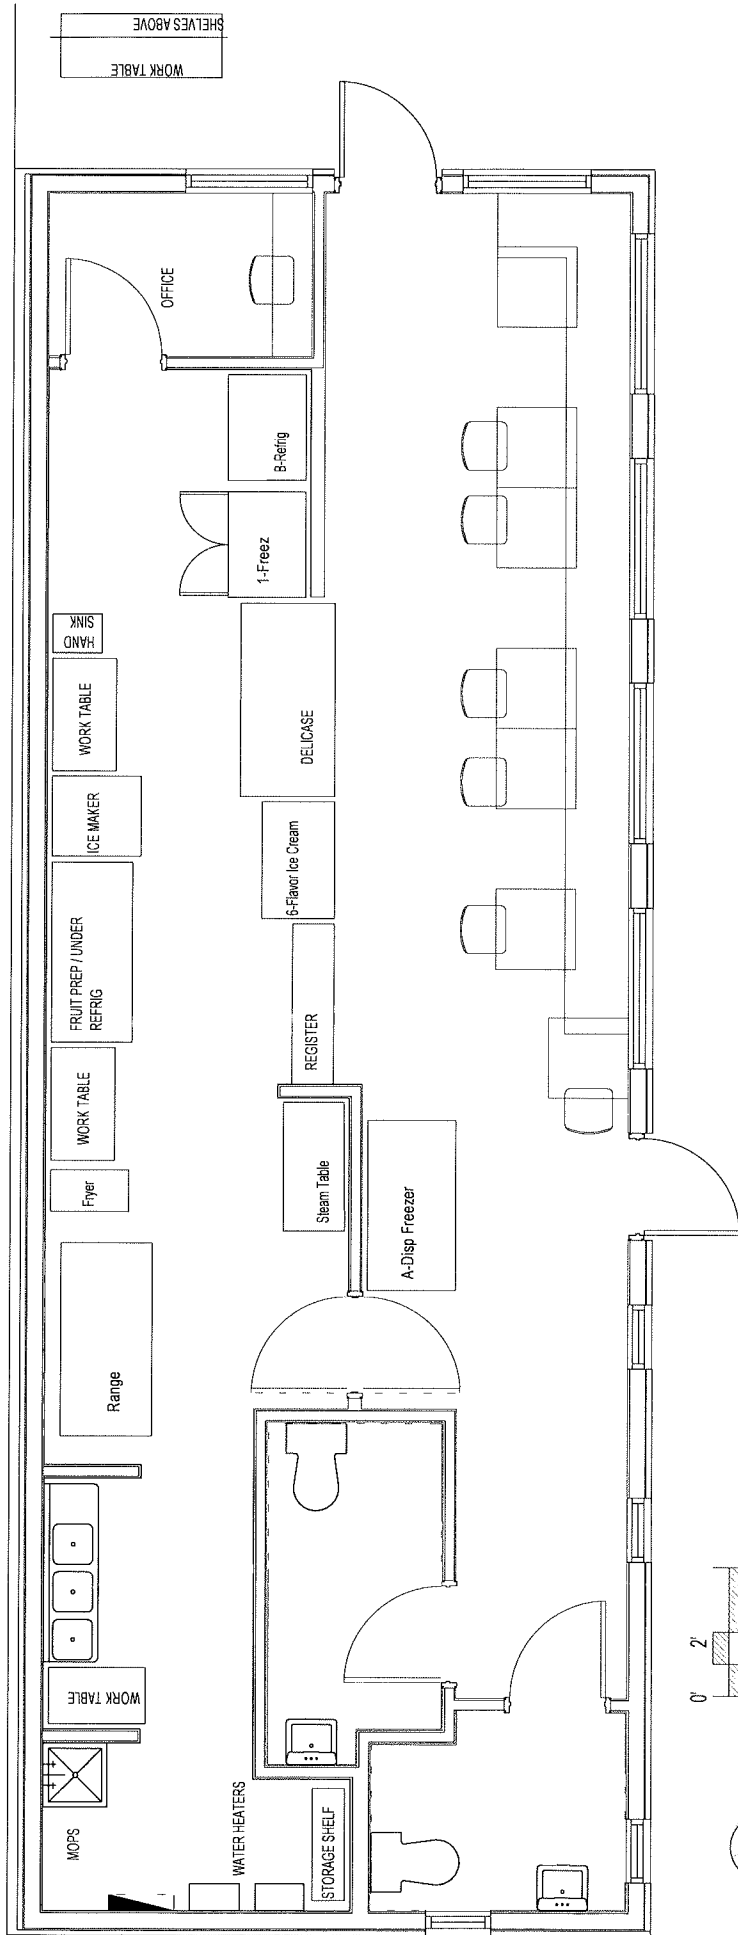 SHELVES ABOVE
WORK TABLE
OFFICE
B-Refrig
1-Freez
HAND
SINK
WORK TABLE
DELICASE
ICE MAKER
6-Flavor Ice Cream
FRUIT PREP / UNDER
REFRIG
REGISTER
WORK TABLE
Steam Table
Fryer
A-Disp Freezer
Range
WORK TABLE
MOPS
WATER HEATERS
STORAGE SHELF
0'
2'